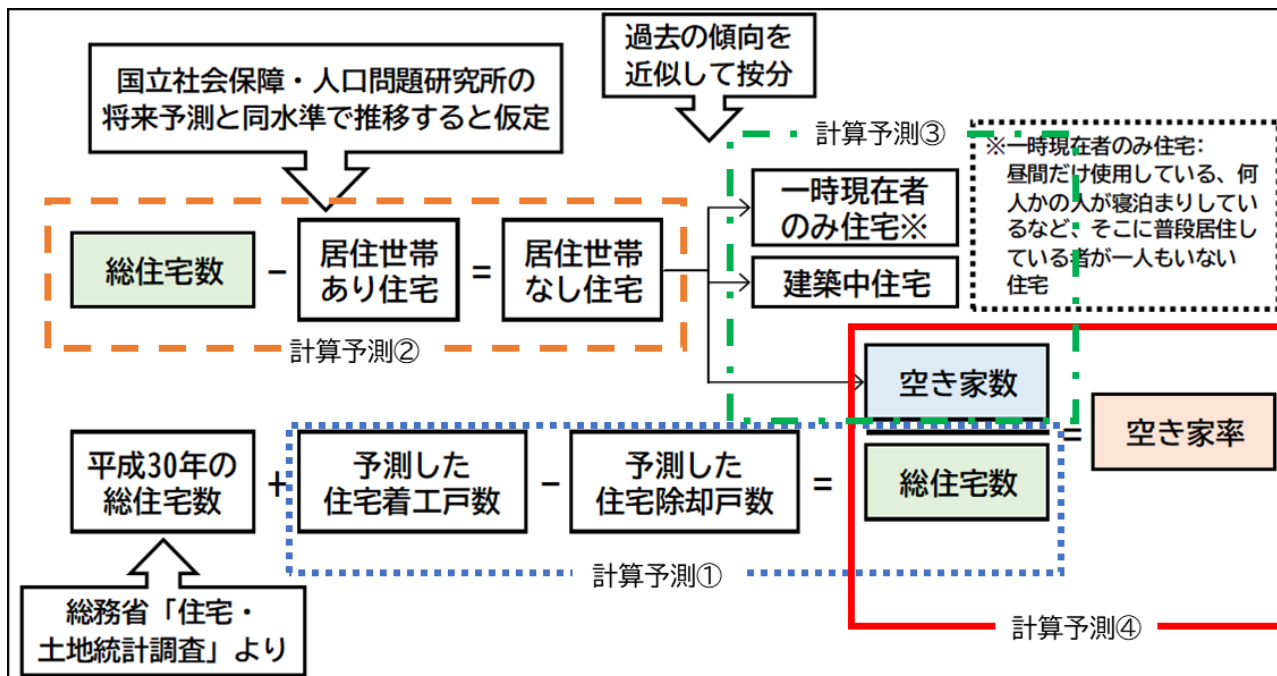 国立社会保障・人口問題研究所の
将来予測と同水準で推移すると仮定
過去の傾向を
近似して按分
計算予測③
※一時現在者のみ住宅：
昼間だけ使用している、何
人かの人が寝泊まりしてい
るなど、そこに普段居住し
ている者が一人もいない
住宅
総住宅数
－
居住世帯
あり住宅
＝
居住世帯
なし住宅
一時現在者
のみ住宅※
建築中住宅
計算予測②
空き家数
平成30年の
総住宅数
＋
予測した
住宅着工戸数
－
予測した
住宅除却戸数
＝
総住宅数
＝
空き家率
計算予測①
計算予測④
総務省「住宅・
土地統計調査」より